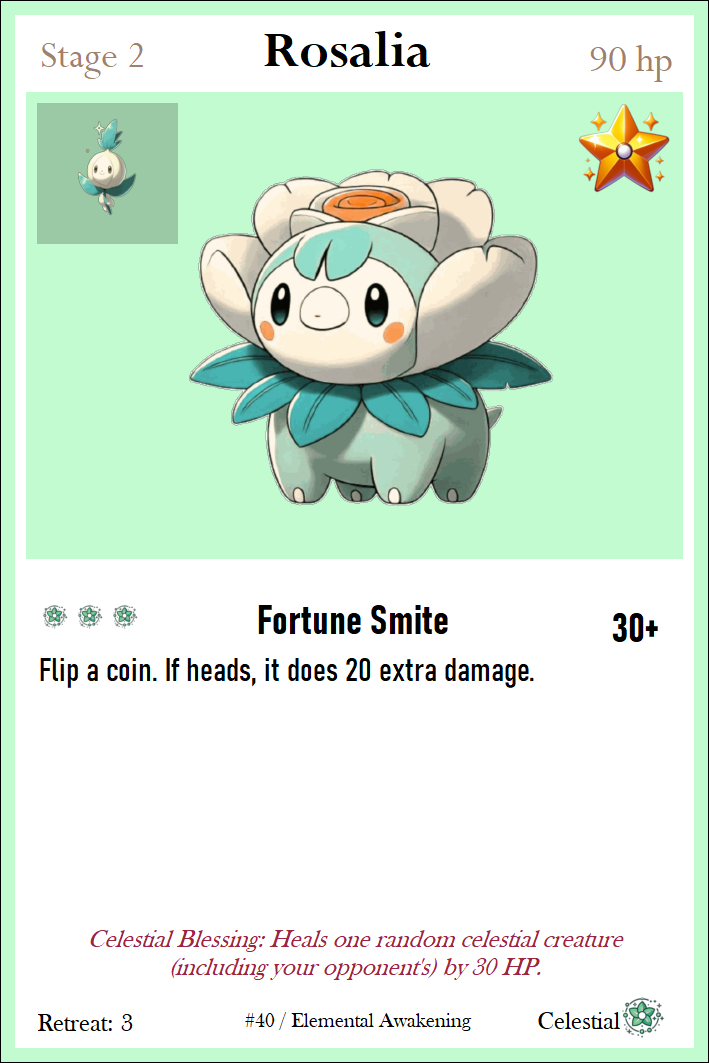 Stage 2
Rosalia
90 hp
Fortune Smite
30+
Flip a coin. If heads, it does 20 extra damage.
Celestial Blessing: Heals one random celestial creature
(including your opponent's) by 30 HP.
Retreat: 3
#40 / Elemental Awakening
Celestial